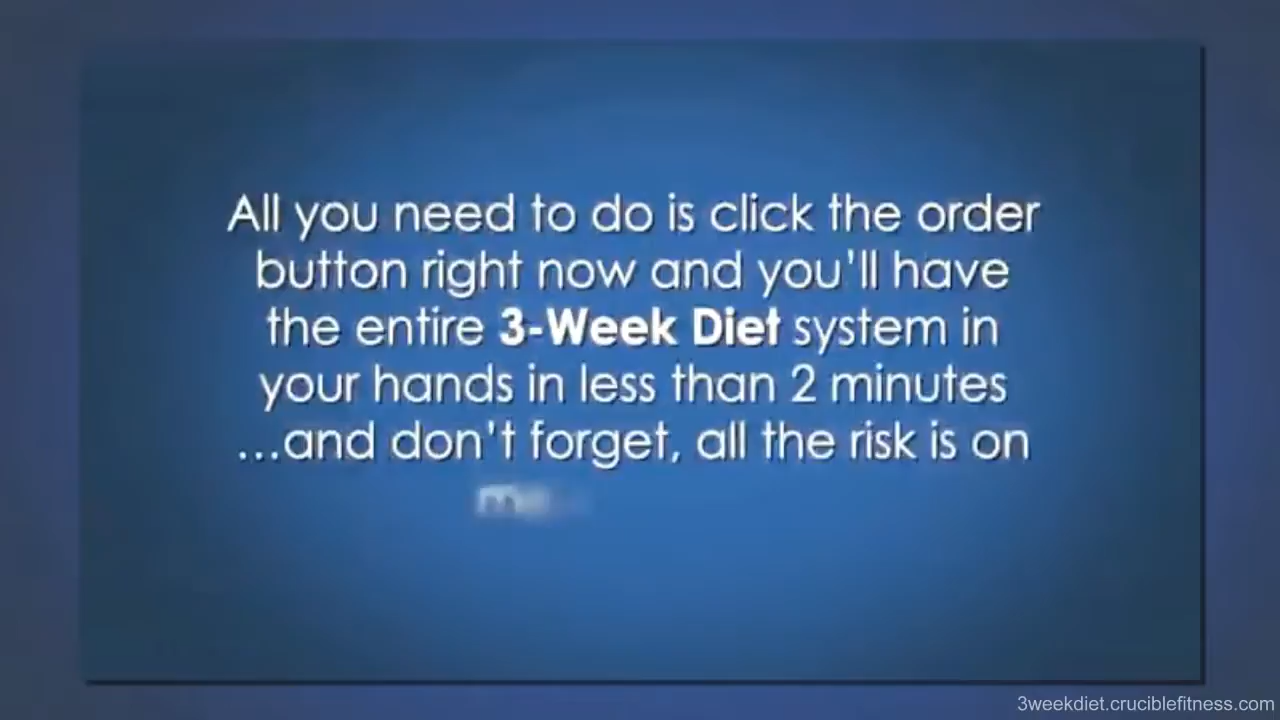 All you need to do is click the order
button right now and you'll have
the entire 3-Week Diet system in
your hands in less than 2 minutes
...and don't forget, all the risk is on
me...
3weekdiet.cruciblefitness.com